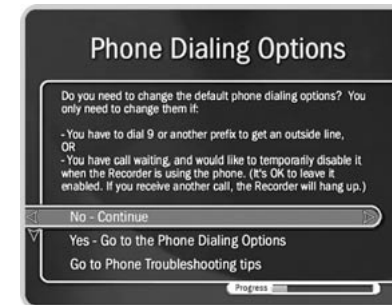 Phone Dialing Options
Do you need to change the default phone dialing options? You
only need to change them if:
- You have to dial 9 or another prefix to get an outside line,
OR
- You have call waiting, and would like to temporarily disable it
when the Recorder is using the phone. (It's OK to leave it
enabled. If you receive another call, the Recorder will hang up.)
No - Continue
Yes - Go to the Phone Dialing Options
Go to Phone Troubleshooting tips
Progress